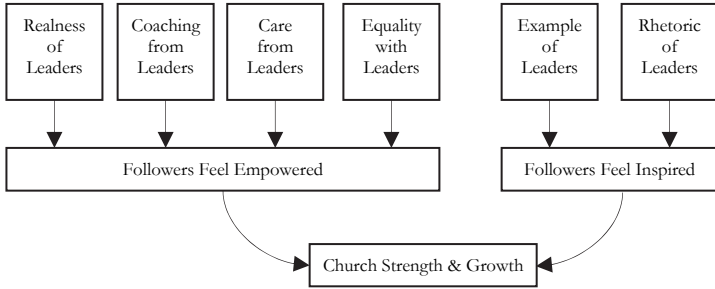 Realness
of
Leaders
Coaching
from
Leaders
Care
from
Leaders
Equality
with
Leaders
Example
of
Leaders
Rhetoric
of
Leaders
Followers Feel Empowered
Followers Feel Inspired
Church Strength & Growth